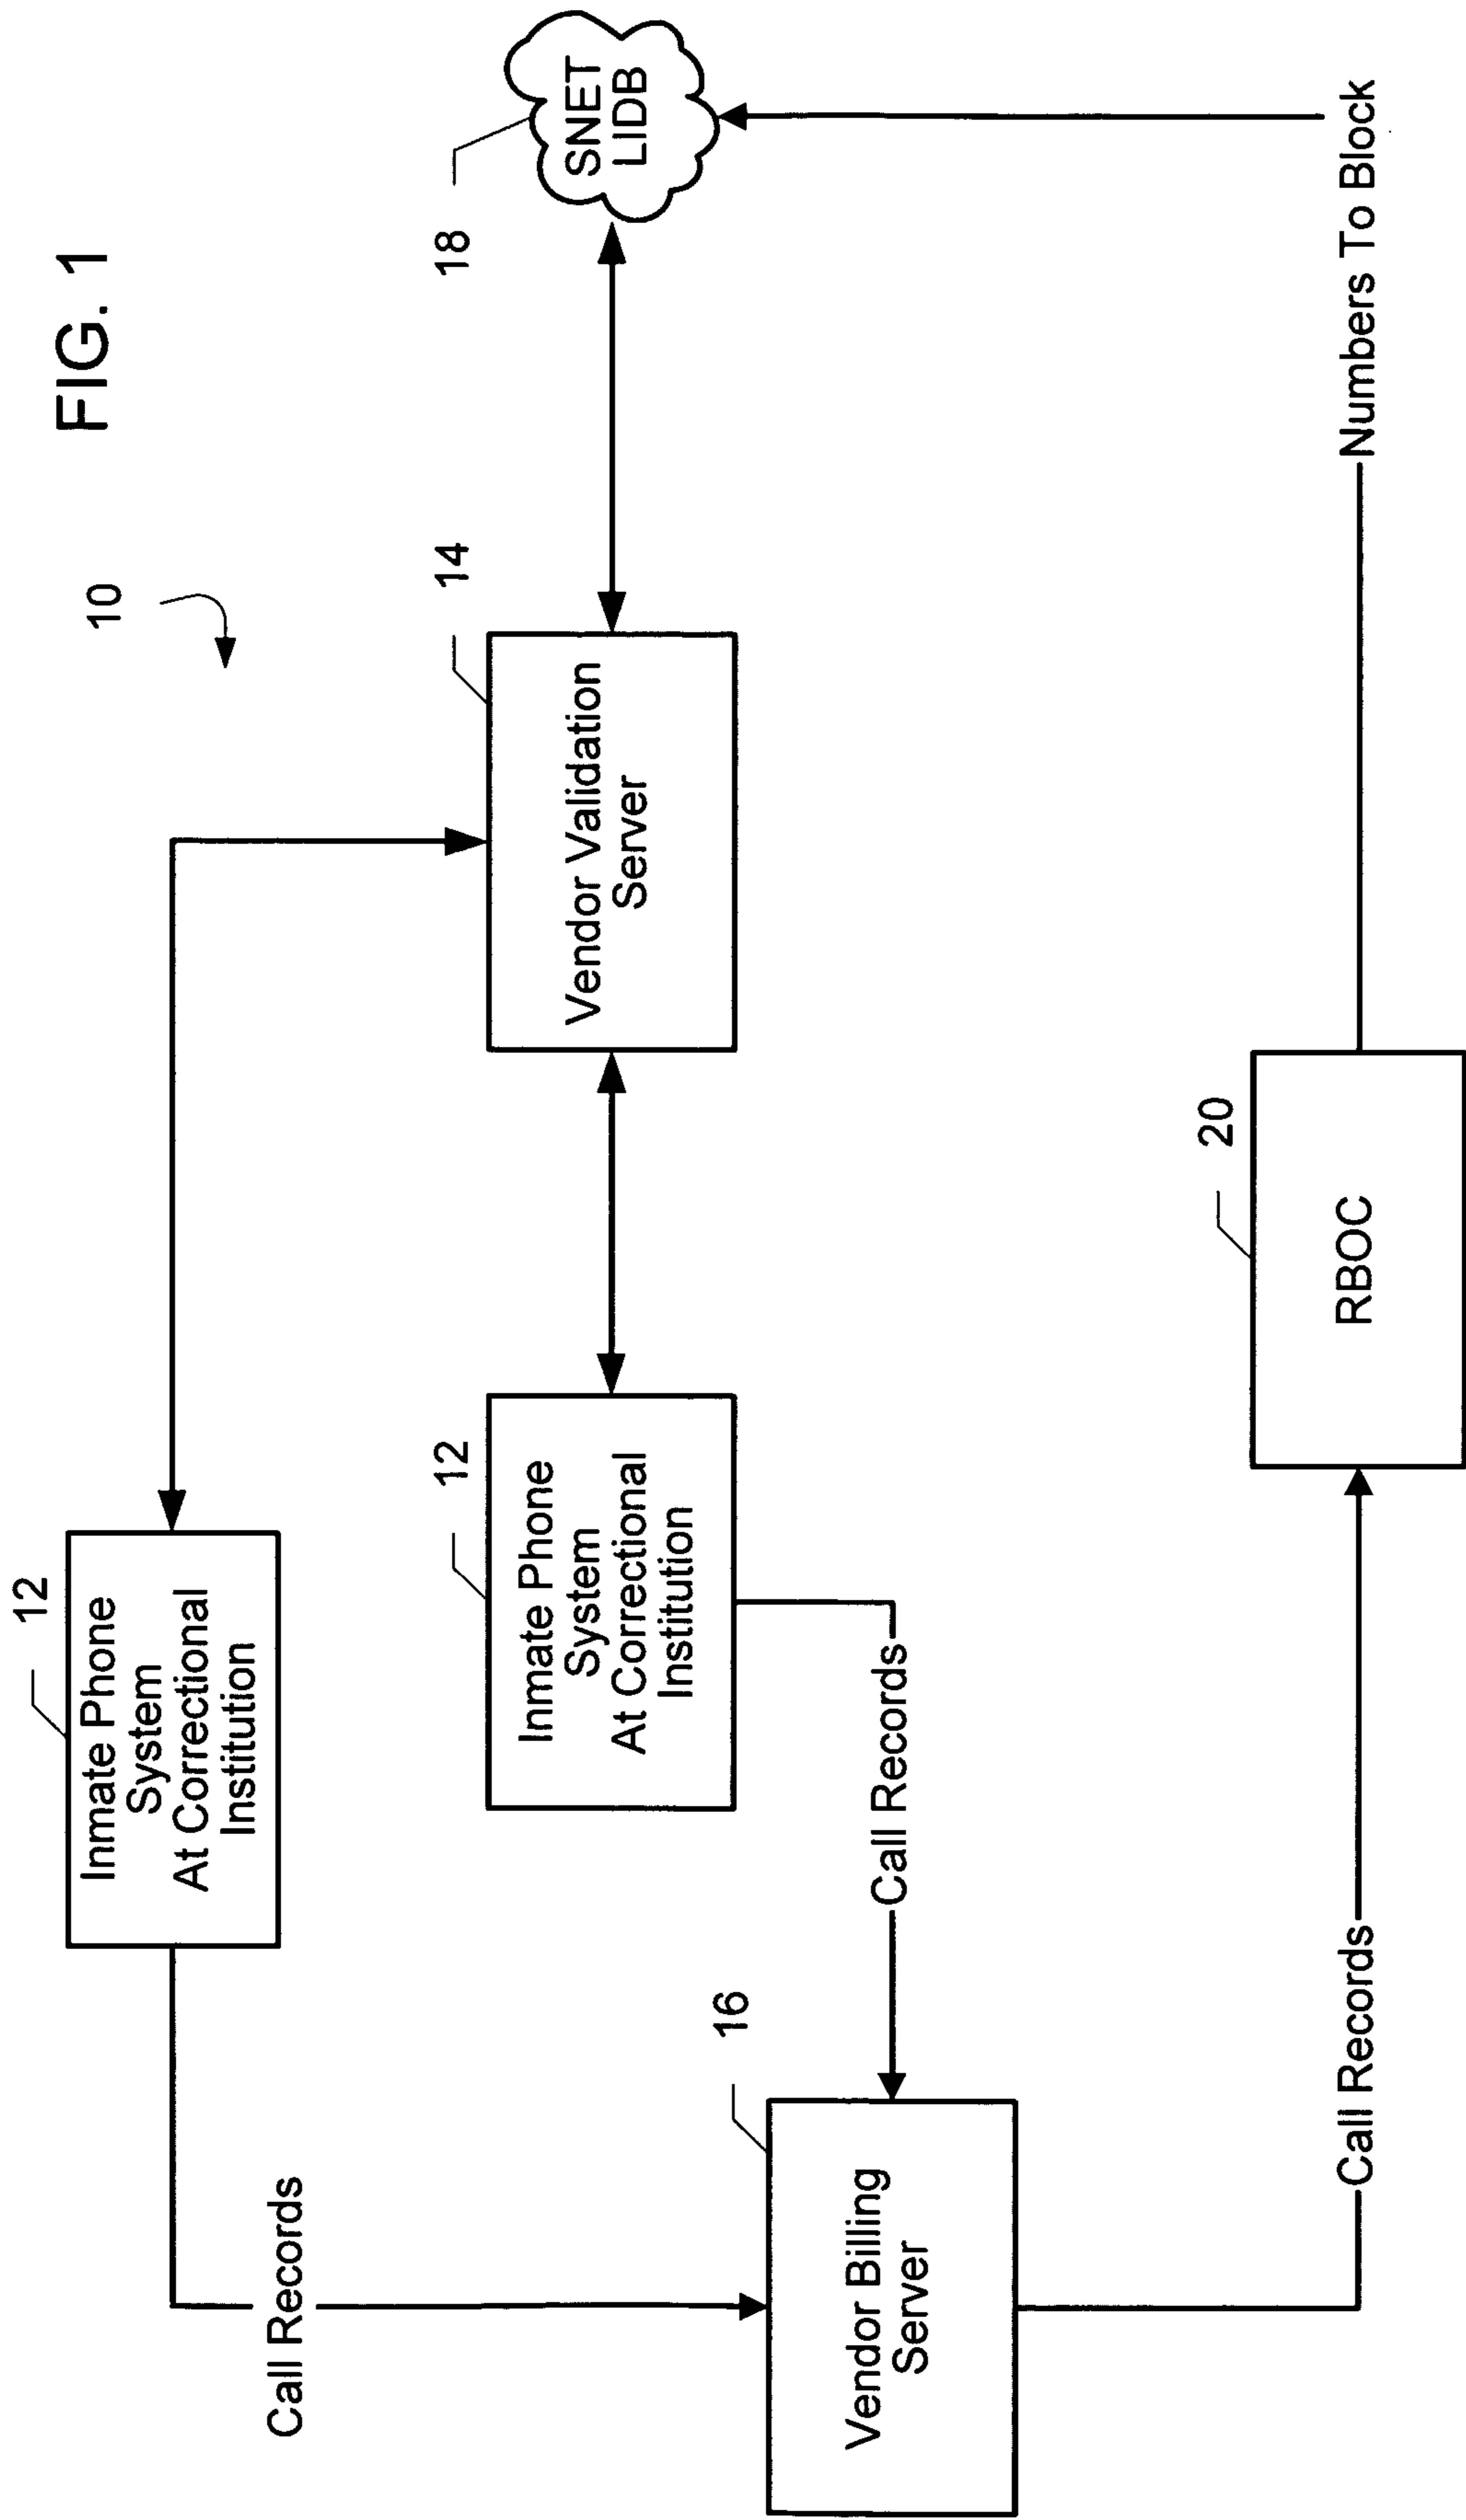 FIG. 1
10
12
Inmate Phone
System
At Correctional
Institution
Call Records
12
Inmate Phone
System
At Correctional
Institution
14
Vendor Validation
Server
18
SNET
LIDB
Call Records
16
Vendor Billing
Server
20
RBOC
Call Records
Numbers To Block